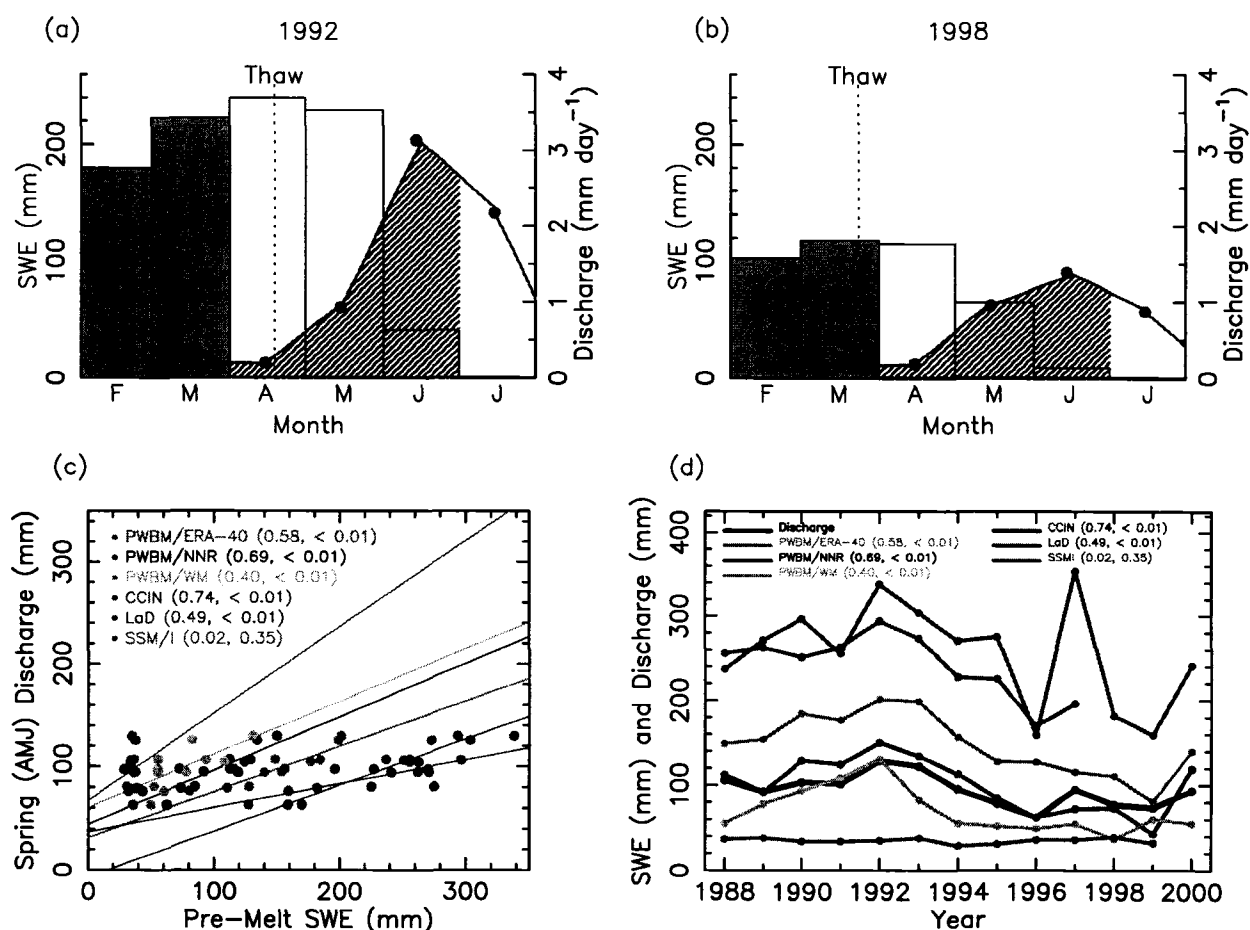 (a) 1992
Thaw
SWE (mm)
200
100
0
4
3
2
1
0
Discharge (mm day⁻¹)
F M A M J J
Month
(b) 1998
Thaw
SWE (mm)
200
100
0
4
3
2
1
0
Discharge (mm day⁻¹)
F M A M J J
Month
(c)
Spring (AMJ) Discharge (mm)
300
200
100
0
PWBM/ERA-40 (0.58, < 0.01)
PWBM/NNR (0.69, < 0.01)
PWBM/WM (0.40, < 0.01)
CCIN (0.74, < 0.01)
LaD (0.49, < 0.01)
SSM/I (0.02, 0.35)
0 100 200 300
Pre-Melt SWE (mm)
(d)
SWE (mm) and Discharge (mm)
400
300
200
100
0
Discharge
PWBM/ERA-40 (0.58, < 0.01)
PWBM/NNR (0.69, < 0.01)
PWBM/WM (0.40, < 0.01)
CCIN (0.74, < 0.01)
LaD (0.49, < 0.01)
SSMI (0.02, 0.35)
1988 1990 1992 1994 1996 1998 2000
Year